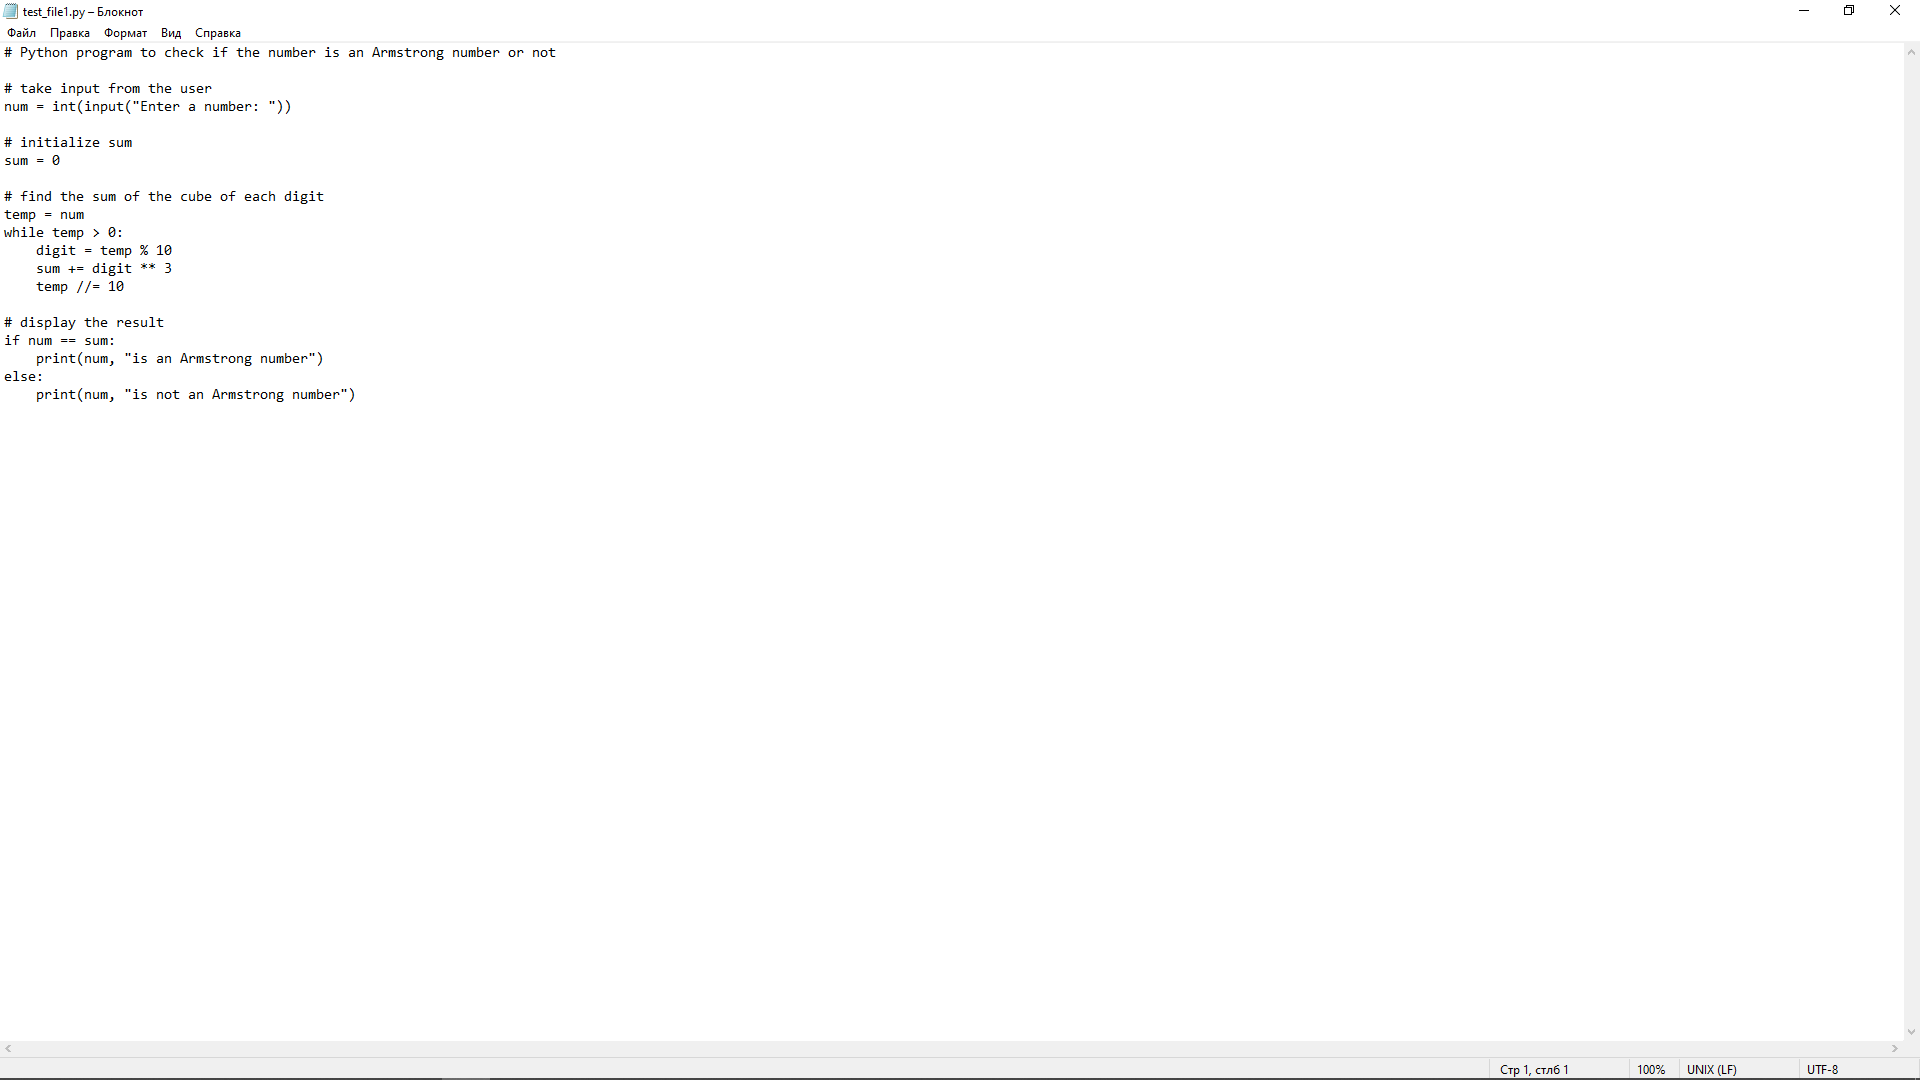 test_file1.py – Блокнот
Файл Правка Формат Вид Справка
# Python program to check if the number is an Armstrong number or not

# take input from the user
num = int(input("Enter a number: "))

# initialize sum
sum = 0

# find the sum of the cube of each digit
temp = num
while temp > 0:
    digit = temp % 10
    sum += digit ** 3
    temp //= 10

# display the result
if num == sum:
    print(num, "is an Armstrong number")
else:
    print(num, "is not an Armstrong number")
Стр 1, стлб 1 100% UNIX (LF) UTF-8